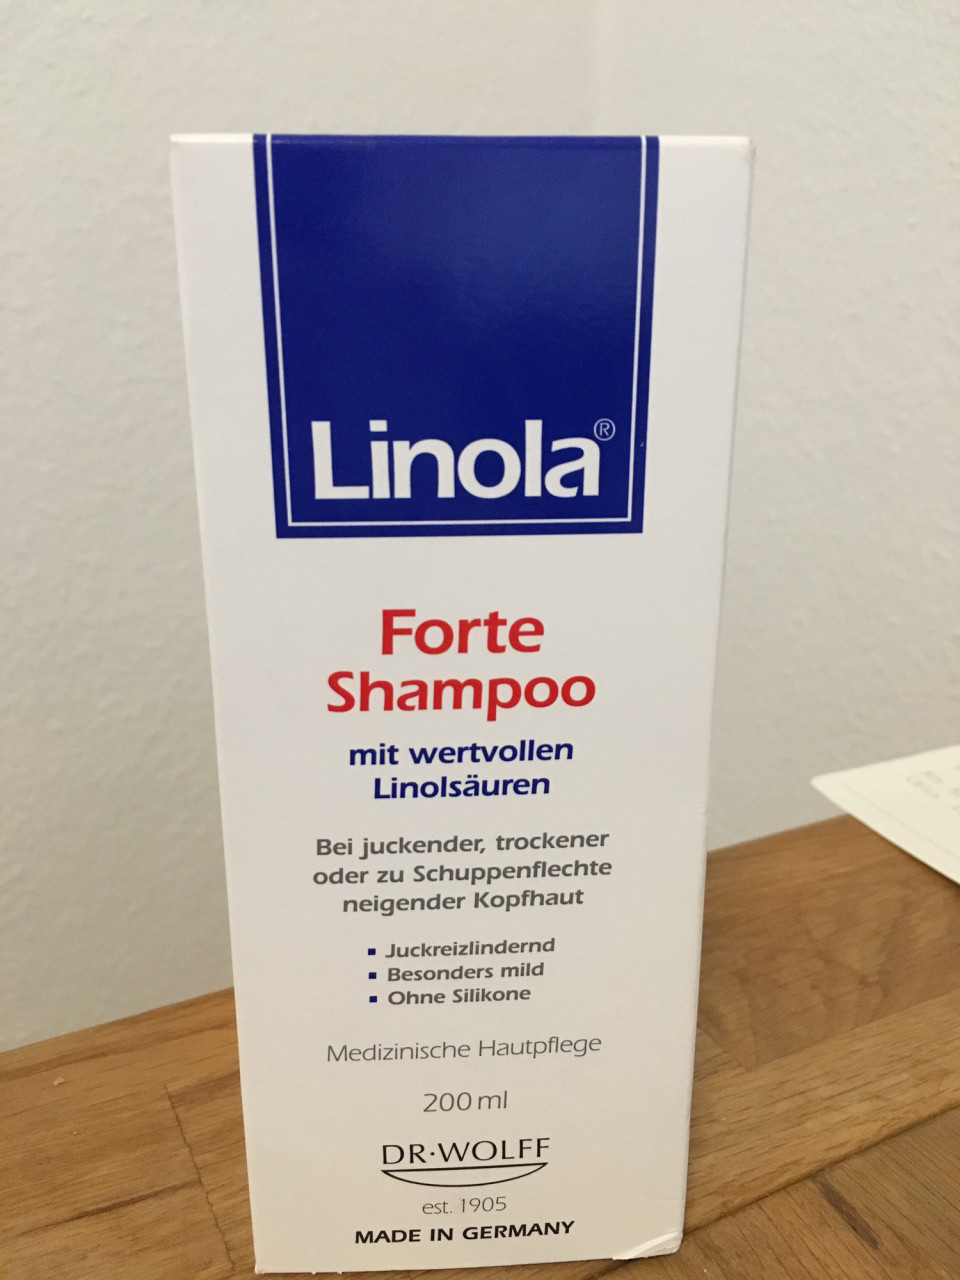 Linola®
Forte
Shampoo
mit wertvollen
Linolsäuren
Bei juckender, trockener
oder zu Schuppenflechte
neigender Kopfhaut
▪ Juckreizlindernd
▪ Besonders mild
▪ Ohne Silikone
Medizinische Hautpflege
200 ml
DR·WOLFF
est. 1905
MADE IN GERMANY